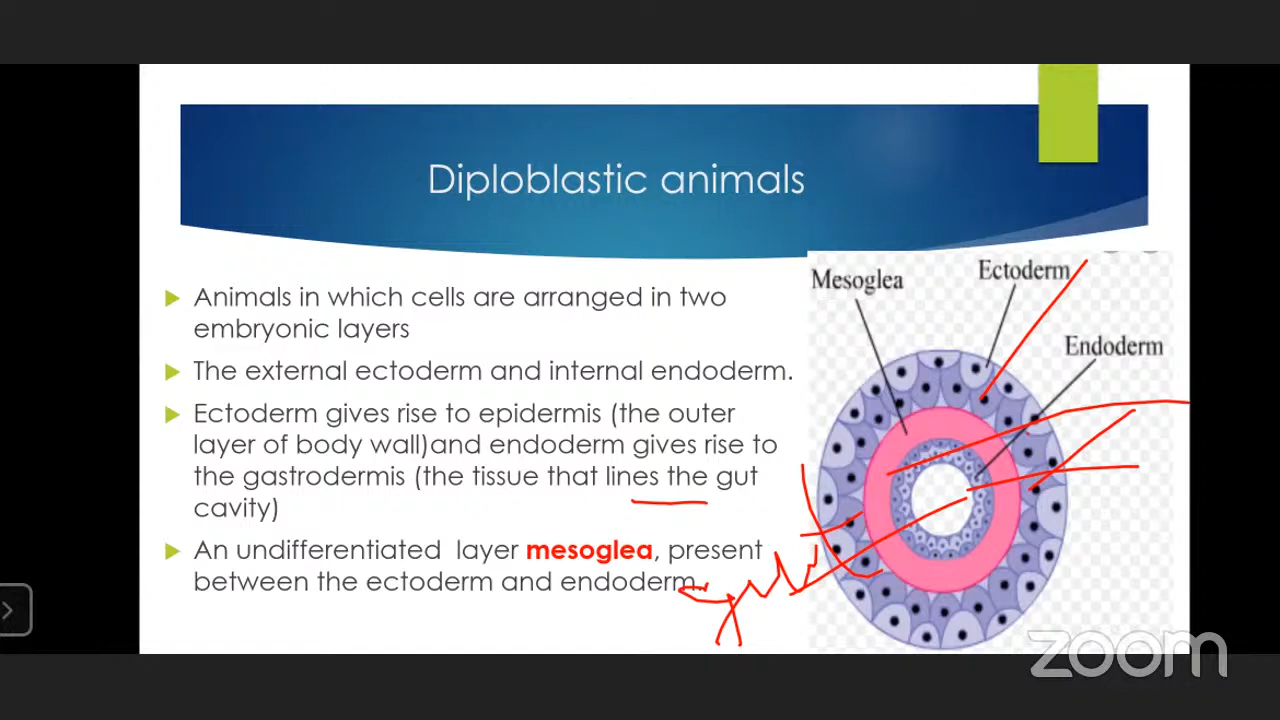 Diploblastic animals
Mesoglea
Ectoderm
Endoderm
Animals in which cells are arranged in two
embryonic layers
The external ectoderm and internal endoderm.
Ectoderm gives rise to epidermis (the outer
layer of body wall)and endoderm gives rise to
the gastrodermis (the tissue that lines the gut
cavity)
An undifferentiated layer mesoglea, present
between the ectoderm and endoderm.
zoom